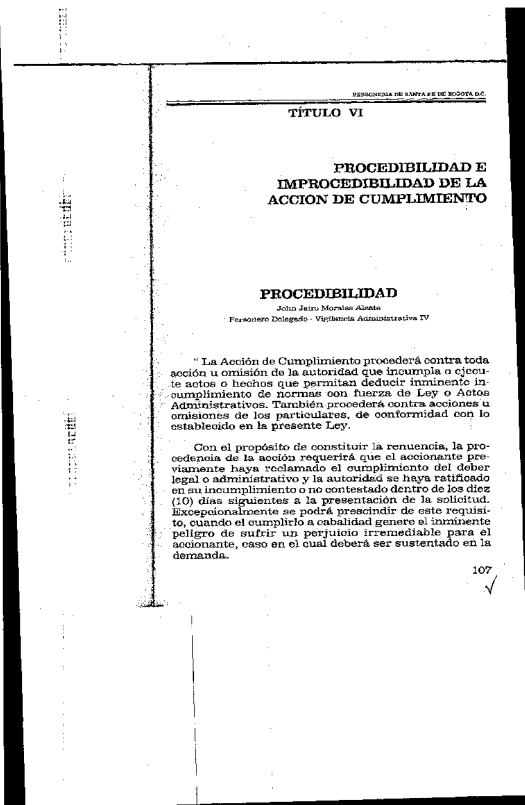 PERSONERIA DE SANTA FE DE BOGOTA D.C.
TÍTULO VI
PROCEDIBILIDAD E
IMPROCEDIBILIDAD DE LA
ACCION DE CUMPLIMIENTO
PROCEDIBILIDAD
John Jairo Morales Alzate
Personero Delegado - Vigilancia Administrativa IV
" La Acción de Cumplimiento procederá contra toda
acción u omisión de la autoridad que incumpla o ejecu-
te actos o hechos que permitan deducir inminente in-
cumplimiento de normas con fuerza de Ley o Actos
Administrativos. También procederá contra acciones u
omisiones de los particulares, de conformidad con lo
establecido en la presente Ley.
Con el propósito de constituir la renuencia, la pro-
cedencia de la acción requerirá que el accionante pre-
viamente haya reclamado el cumplimiento del deber
legal o administrativo y la autoridad se haya ratificado
en su incumplimiento o no contestado dentro de los diez
(10) días siguientes a la presentación de la solicitud.
Excepcionalmente se podrá prescindir de este requisi-
to, cuando el cumplirlo a cabalidad genere el inminente
peligro de sufrir un perjuicio irremediable para el
accionante, caso en el cual deberá ser sustentado en la
demanda.
107